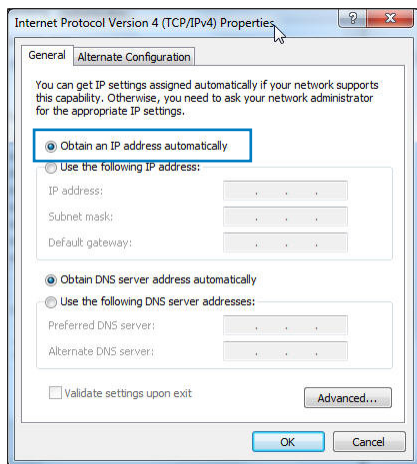 Internet Protocol Version 4 (TCP/IPv4) Properties
General
Alternate Configuration
You can get IP settings assigned automatically if your network supports
this capability. Otherwise, you need to ask your network administrator
for the appropriate IP settings.
Obtain an IP address automatically
Use the following IP address:
IP address:
Subnet mask:
Default gateway:
Obtain DNS server address automatically
Use the following DNS server addresses:
Preferred DNS server:
Alternate DNS server:
Validate settings upon exit
Advanced...
OK
Cancel